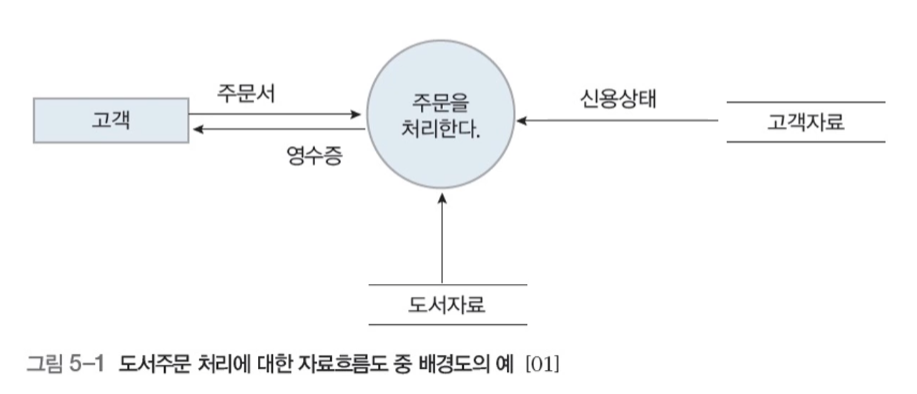 주문서
고객
영수증
주문을
처리한다.
신용상태
고객자료
도서자료
그림 5-1 도서주문 처리에 대한 자료흐름도 중 배경도의 예 [01]